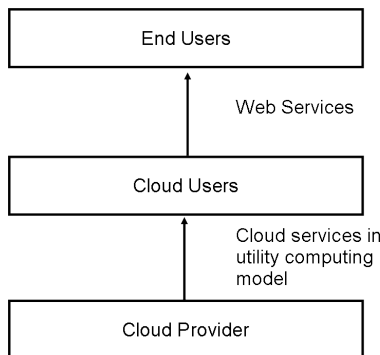 End Users
Web Services
Cloud Users
Cloud services in
utility computing
model
Cloud Provider